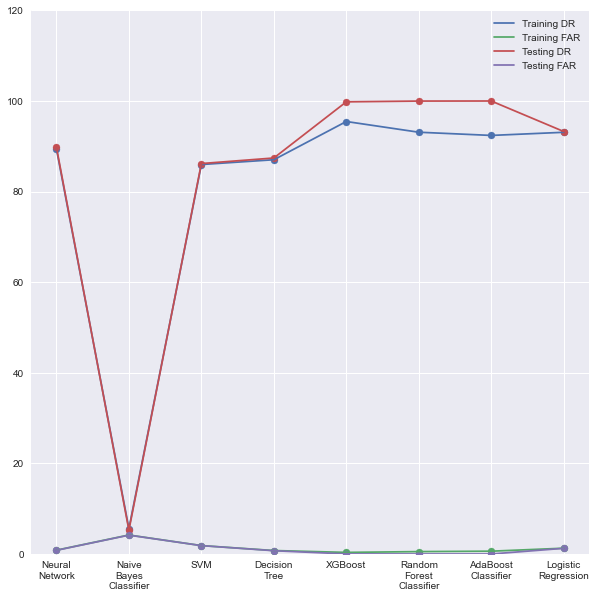 120
100
80
60
40
20
0
Training DR
Training FAR
Testing DR
Testing FAR
Neural
Network
Naive
Bayes
Classifier
SVM
Decision
Tree
XGBoost
Random
Forest
Classifier
AdaBoost
Classifier
Logistic
Regression